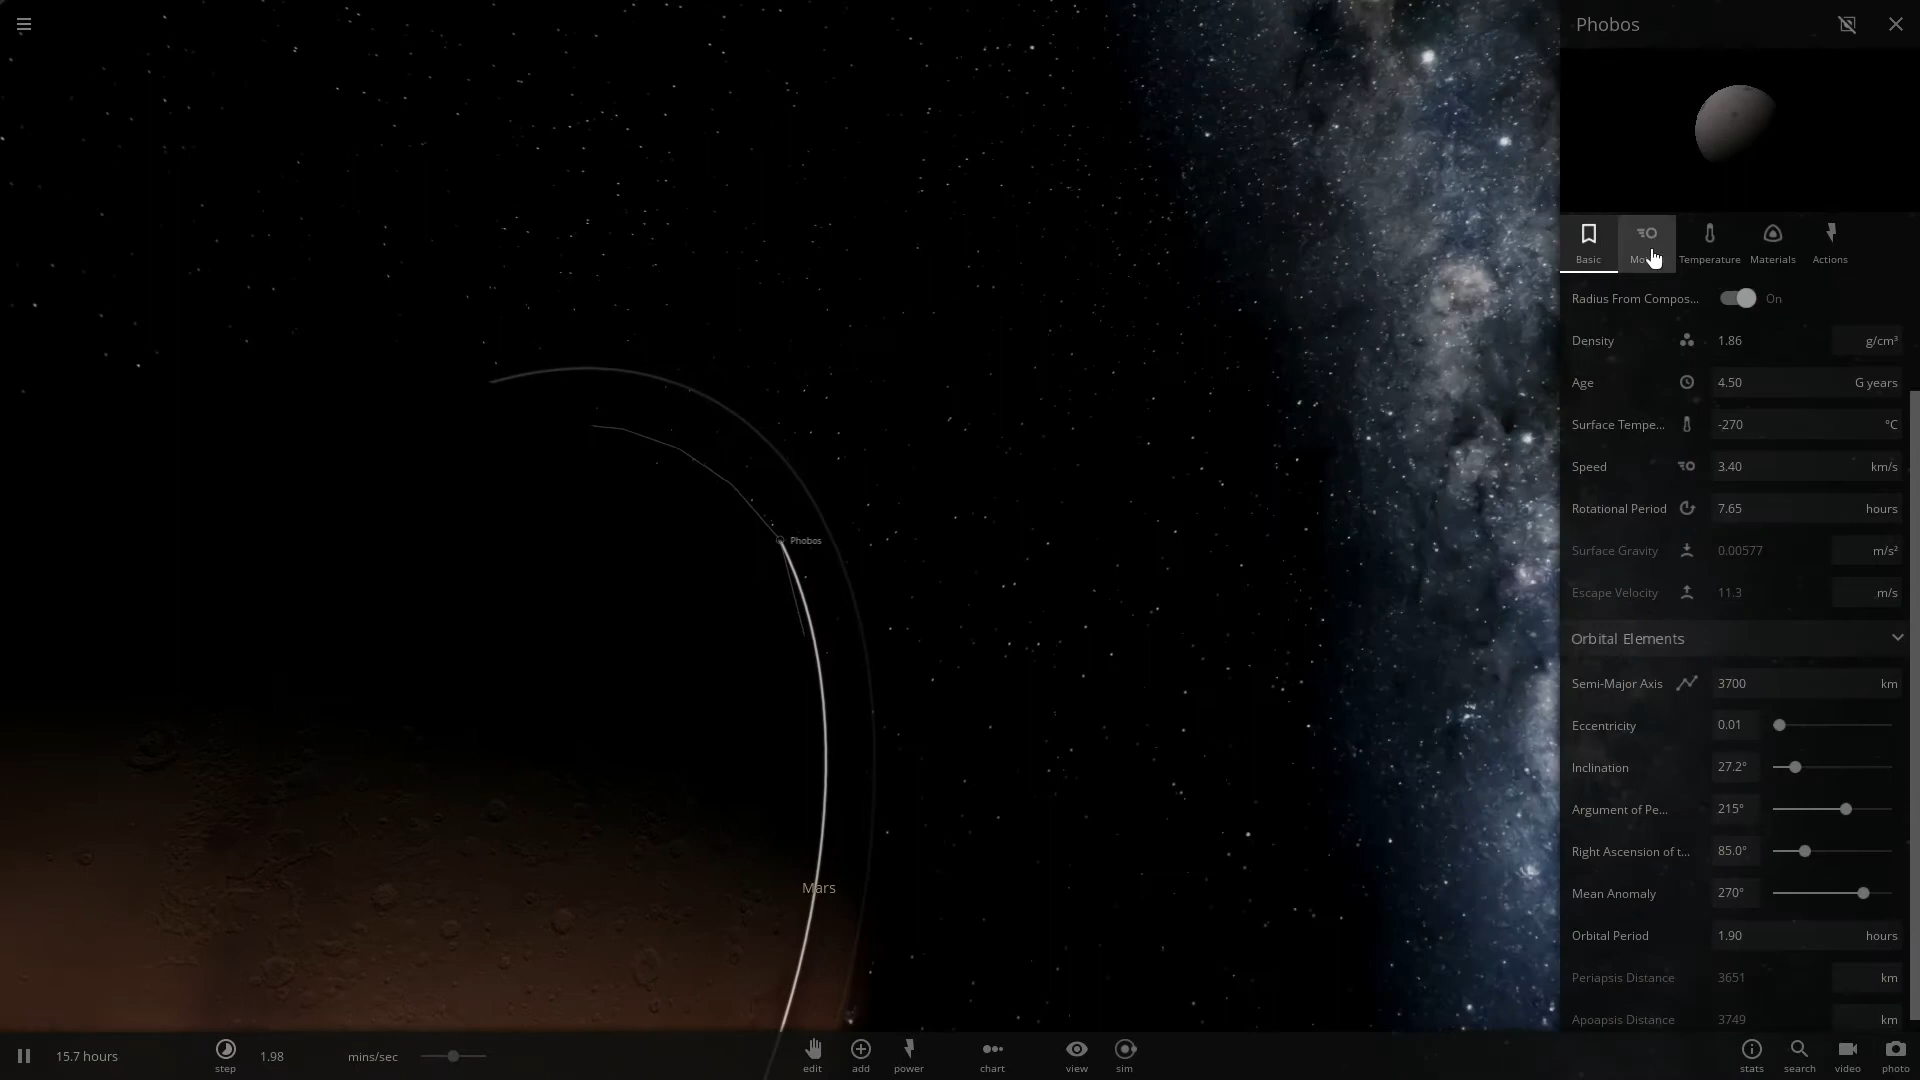 Phobos
Basic
Temperature
Materials
Actions
Radius From Compos... On
Density 1.86 g/cm³
Age 4.50 G years
Surface Tempe... -270 °C
Speed 3.40 km/s
Rotational Period 7.65 hours
Surface Gravity 0.00577 m/s²
Escape Velocity 11.3 m/s
Orbital Elements
Semi-Major Axis 3700 km
Eccentricity 0.01
Inclination 27.2°
Argument of Pe... 215°
Right Ascension of t... 85.0°
Mean Anomaly 270°
Orbital Period 1.90 hours
Periapsis Distance 3651 km
Apoapsis Distance 3749 km
Phobos
Mars
15.7 hours
step
1.98 mins/sec
edit
add
power
chart
view
sim
stats
search
video
photo